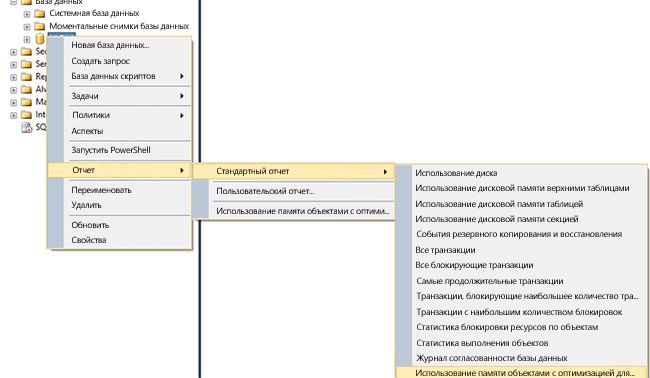 База данных
Системная база данных
Моментальные снимки базы данных
Sec
Ser
Rep
Alw
Ma
Int
SQ
Новая база данных...
Создать запрос
База данных скриптов
Задачи
Политики
Аспекты
Запустить PowerShell
Отчет
Переименовать
Удалить
Обновить
Свойства
Стандартный отчет
Пользовательский отчет...
Использование памяти объектами с оптими...
Использование диска
Использование дисковой памяти верхними таблицами
Использование дисковой памяти таблицей
Использование дисковой памяти секцией
События резервного копирования и восстановления
Все транзакции
Все блокирующие транзакции
Самые продолжительные транзакции
Транзакции, блокирующие наибольшее количество тра...
Транзакции с наибольшим количеством блокировок
Статистика блокировки ресурсов по объектам
Статистика выполнения объектов
Журнал согласованности базы данных
Использование памяти объектами с оптимизацией для...